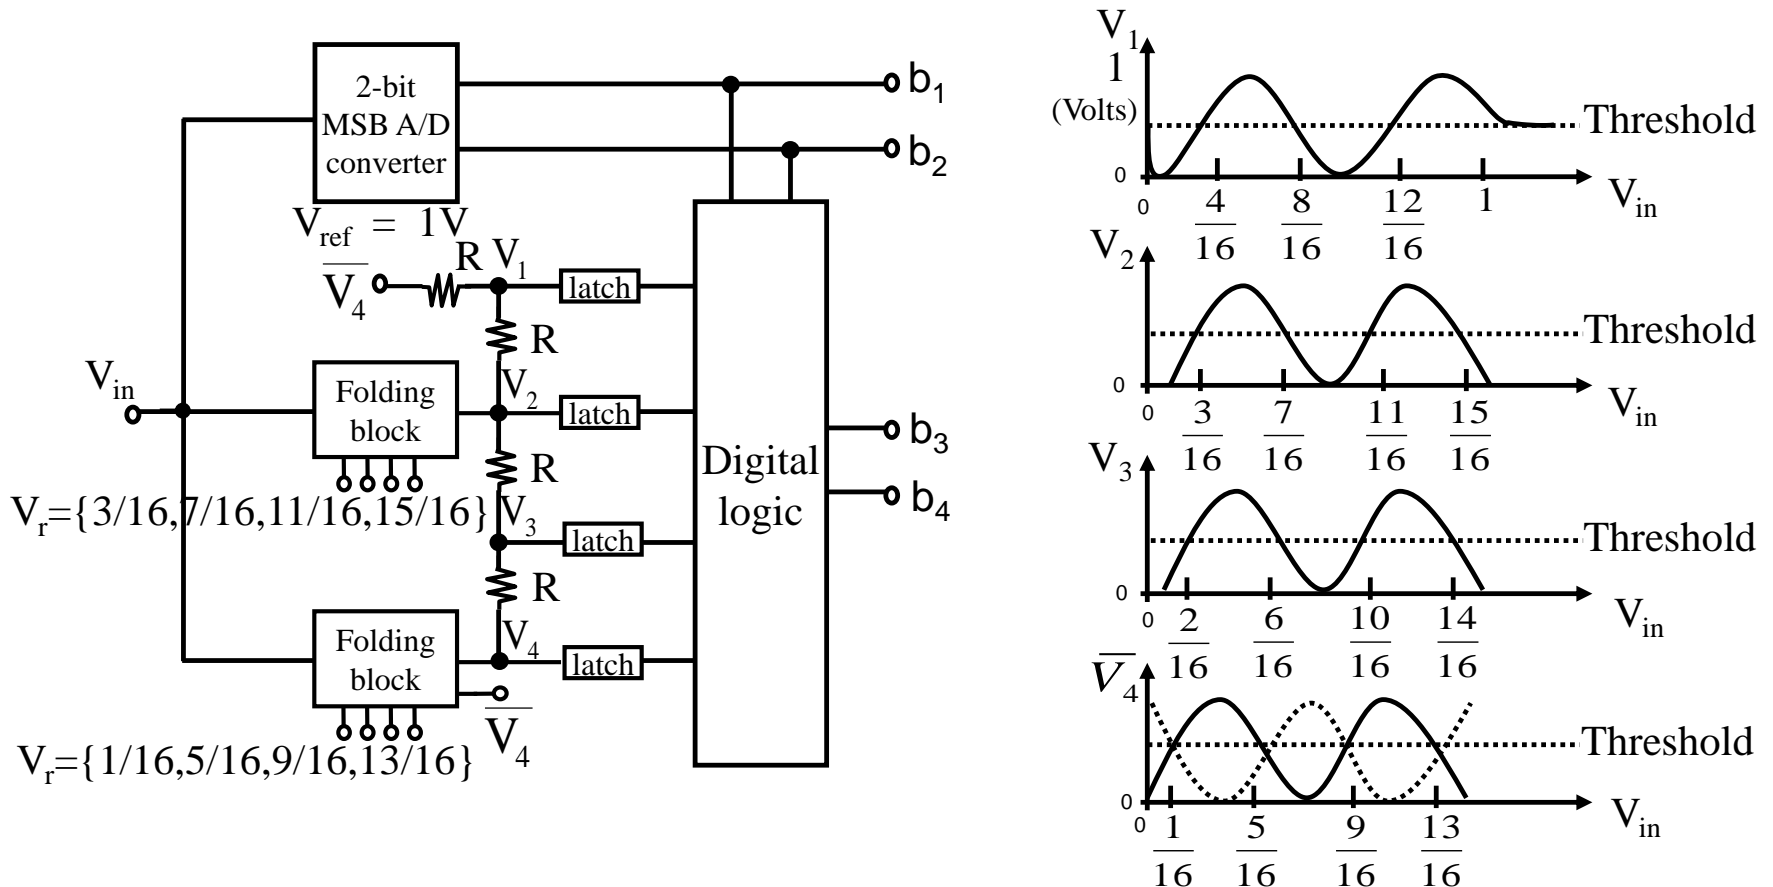 2-bit
MSB A/D
converter
b1
b2
Vref = 1V
V̅4
R
V1
latch
R
Vin
Folding
block
V2
latch
R
Vr={3/16,7/16,11/16,15/16}
V3
latch
R
Folding
block
V4
latch
V̅4
Vr={1/16,5/16,9/16,13/16}
Digital
logic
b3
b4
V1
1
(Volts)
Threshold
0
0
4/16
8/16
12/16
1
Vin
V2
Threshold
0
0
3/16
7/16
11/16
15/16
Vin
V3
Threshold
0
0
2/16
6/16
10/16
14/16
Vin
V̅4
Threshold
0
0
1/16
5/16
9/16
13/16
Vin